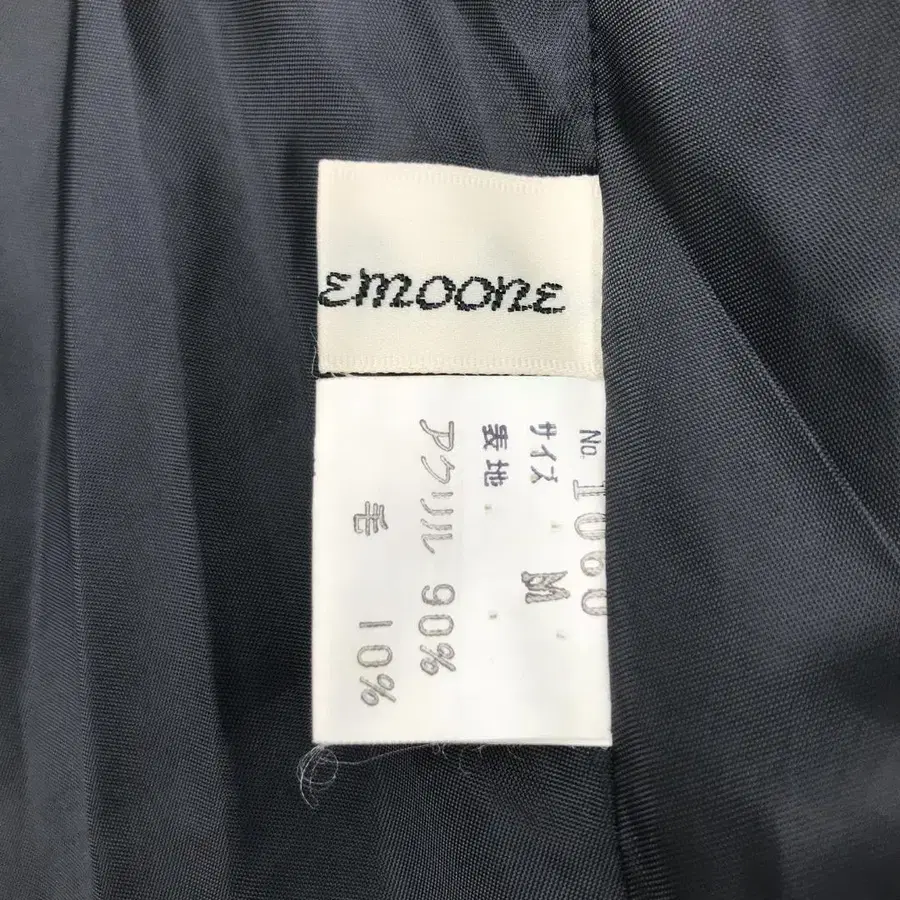 emoone
No. 1060
サイズ M
表地
アクリル 90%
毛 10%